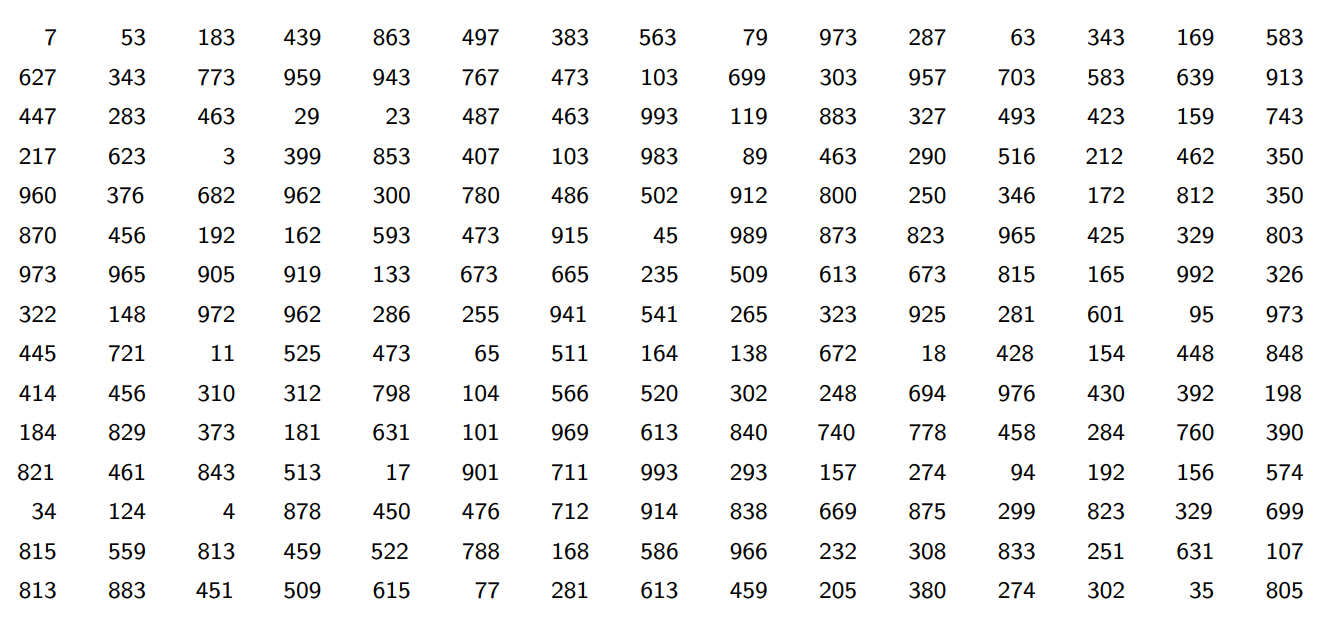 7 53 183 439 863 497 383 563 79 973 287 63 343 169 583
627 343 773 959 943 767 473 103 699 303 957 703 583 639 913
447 283 463 29 23 487 463 993 119 883 327 493 423 159 743
217 623 3 399 853 407 103 983 89 463 290 516 212 462 350
960 376 682 962 300 780 486 502 912 800 250 346 172 812 350
870 456 192 162 593 473 915 45 989 873 823 965 425 329 803
973 965 905 919 133 673 665 235 509 613 673 815 165 992 326
322 148 972 962 286 255 941 541 265 323 925 281 601 95 973
445 721 11 525 473 65 511 164 138 672 18 428 154 448 848
414 456 310 312 798 104 566 520 302 248 694 976 430 392 198
184 829 373 181 631 101 969 613 840 740 778 458 284 760 390
821 461 843 513 17 901 711 993 293 157 274 94 192 156 574
34 124 4 878 450 476 712 914 838 669 875 299 823 329 699
815 559 813 459 522 788 168 586 966 232 308 833 251 631 107
813 883 451 509 615 77 281 613 459 205 380 274 302 35 805